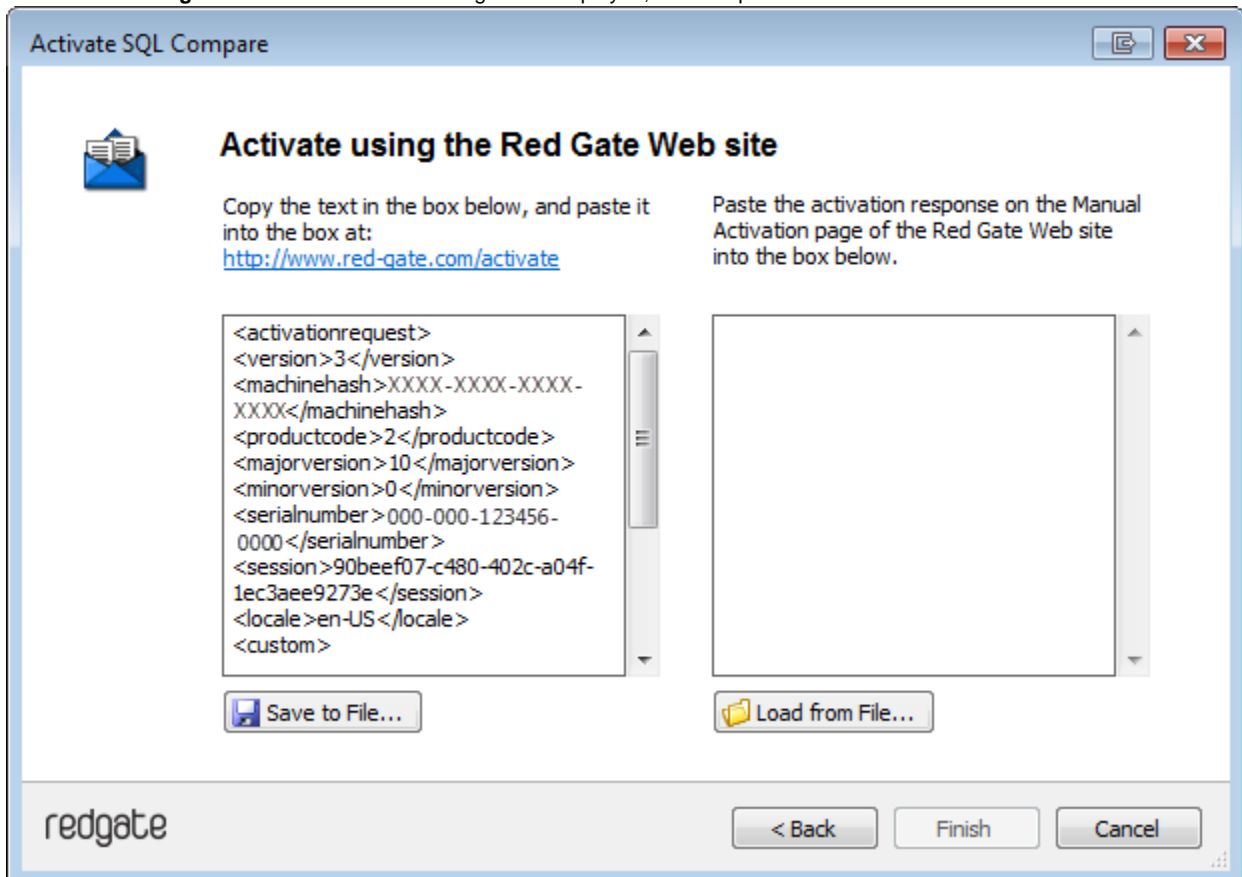 Activate SQL Compare
Activate using the Red Gate Web site
Copy the text in the box below, and paste it
into the box at:
http://www.red-gate.com/activate
Paste the activation response on the Manual
Activation page of the Red Gate Web site
into the box below.
<activationrequest>
<version>3</version>
<machinehash>XXXX-XXXX-XXXX-
XXXX</machinehash>
<productcode>2</productcode>
<majorversion>10</majorversion>
<minorversion>0</minorversion>
<serialnumber>000-000-123456-
0000</serialnumber>
<session>90beef07-c480-402c-a04f-
1ec3aee9273e</session>
<locale>en-US</locale>
<custom>
Save to File...
Load from File...
redgate
< Back
Finish
Cancel